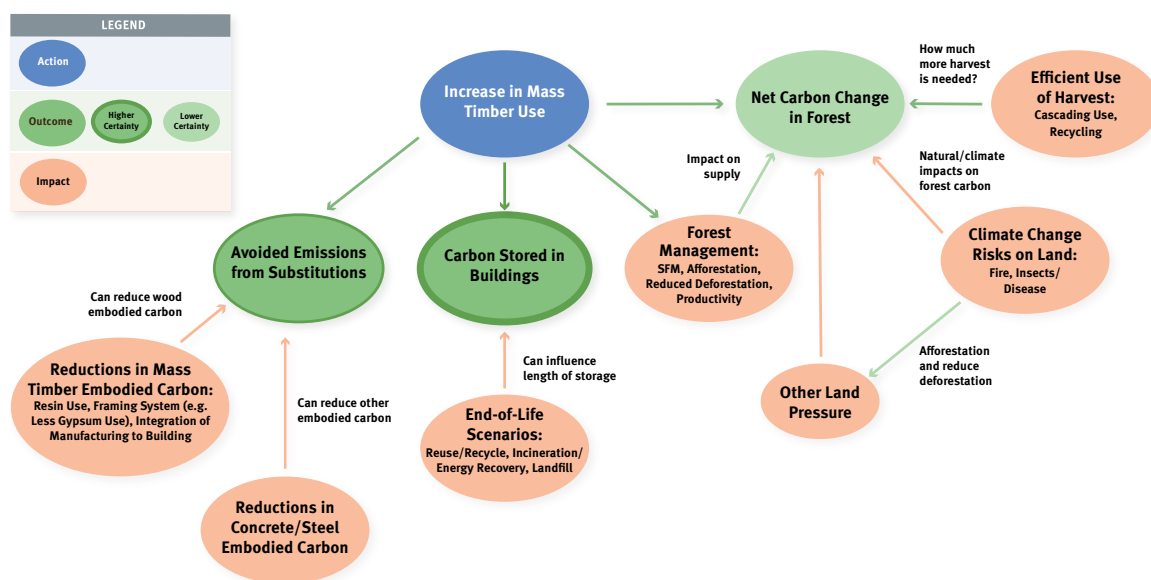 LEGEND
Action
Outcome
Higher
Certainty
Lower
Certainty
Impact
Increase in Mass
Timber Use
Net Carbon Change
in Forest
How much
more harvest
is needed?
Efficient Use
of Harvest:
Cascading Use,
Recycling
Impact on
supply
Natural/climate
impacts on
forest carbon
Avoided Emissions
from Substitutions
Carbon Stored in
Buildings
Forest
Management:
SFM, Afforestation,
Reduced Deforestation,
Productivity
Climate Change
Risks on Land:
Fire, Insects/
Disease
Can reduce wood
embodied carbon
Reductions in Mass
Timber Embodied Carbon:
Resin Use, Framing System (e.g.
Less Gypsum Use), Integration of
Manufacturing to Building
Can reduce other
embodied carbon
Can influence
length of storage
End-of-Life
Scenarios:
Reuse/Recycle, Incineration/
Energy Recovery, Landfill
Afforestation
and reduce
deforestation
Other Land
Pressure
Reductions in
Concrete/Steel
Embodied Carbon